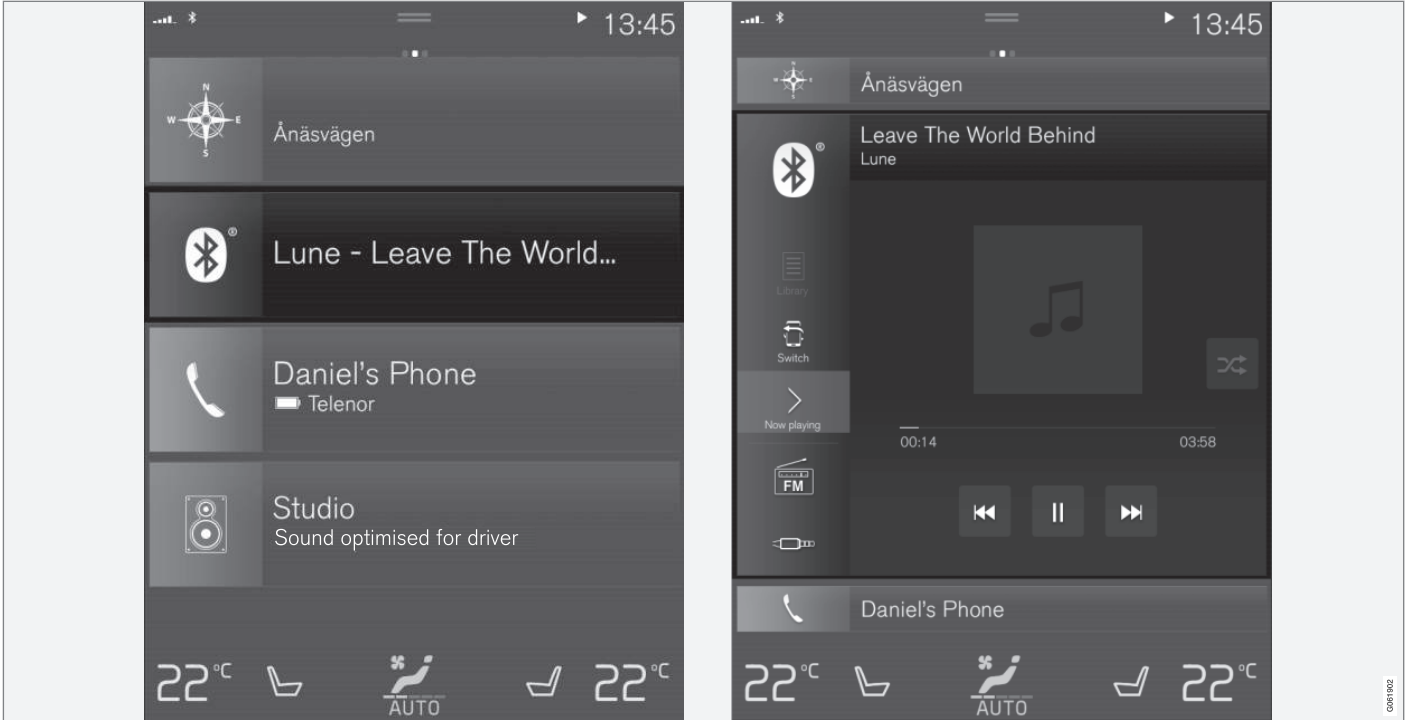 13:45
N
W E
S
Ånäsvägen
®
Lune - Leave The World...
Daniel's Phone
Telenor
Studio
Sound optimised for driver
22°C
AUTO
22°C
13:45
N
W E
S
Ånäsvägen
®
Leave The World Behind
Lune
Library
Switch
Now playing
00:14
03:58
FM
Daniel's Phone
22°C
AUTO
22°C
G061902